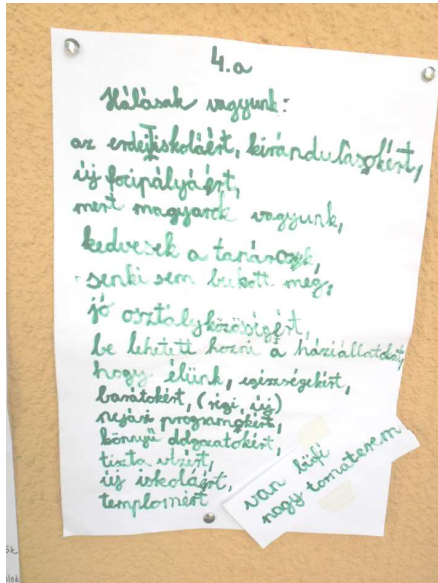 4.a
Hálásak vagyunk:
az erdei iskoláért, kirándulásokért,
új focipályáért,
mert magyarok vagyunk,
kedvesek a tanárok,
senki sem bukott meg,
jó osztályközösségért,
be lehetett hozni a háziállatokat,
hogy élünk, egészségekért,
barátokért, (régi, új)
programokért,
könnyű dolgozatokért,
tiszta vízért,
új iskoláért,
templomért
van büfé
nagy tornaterem